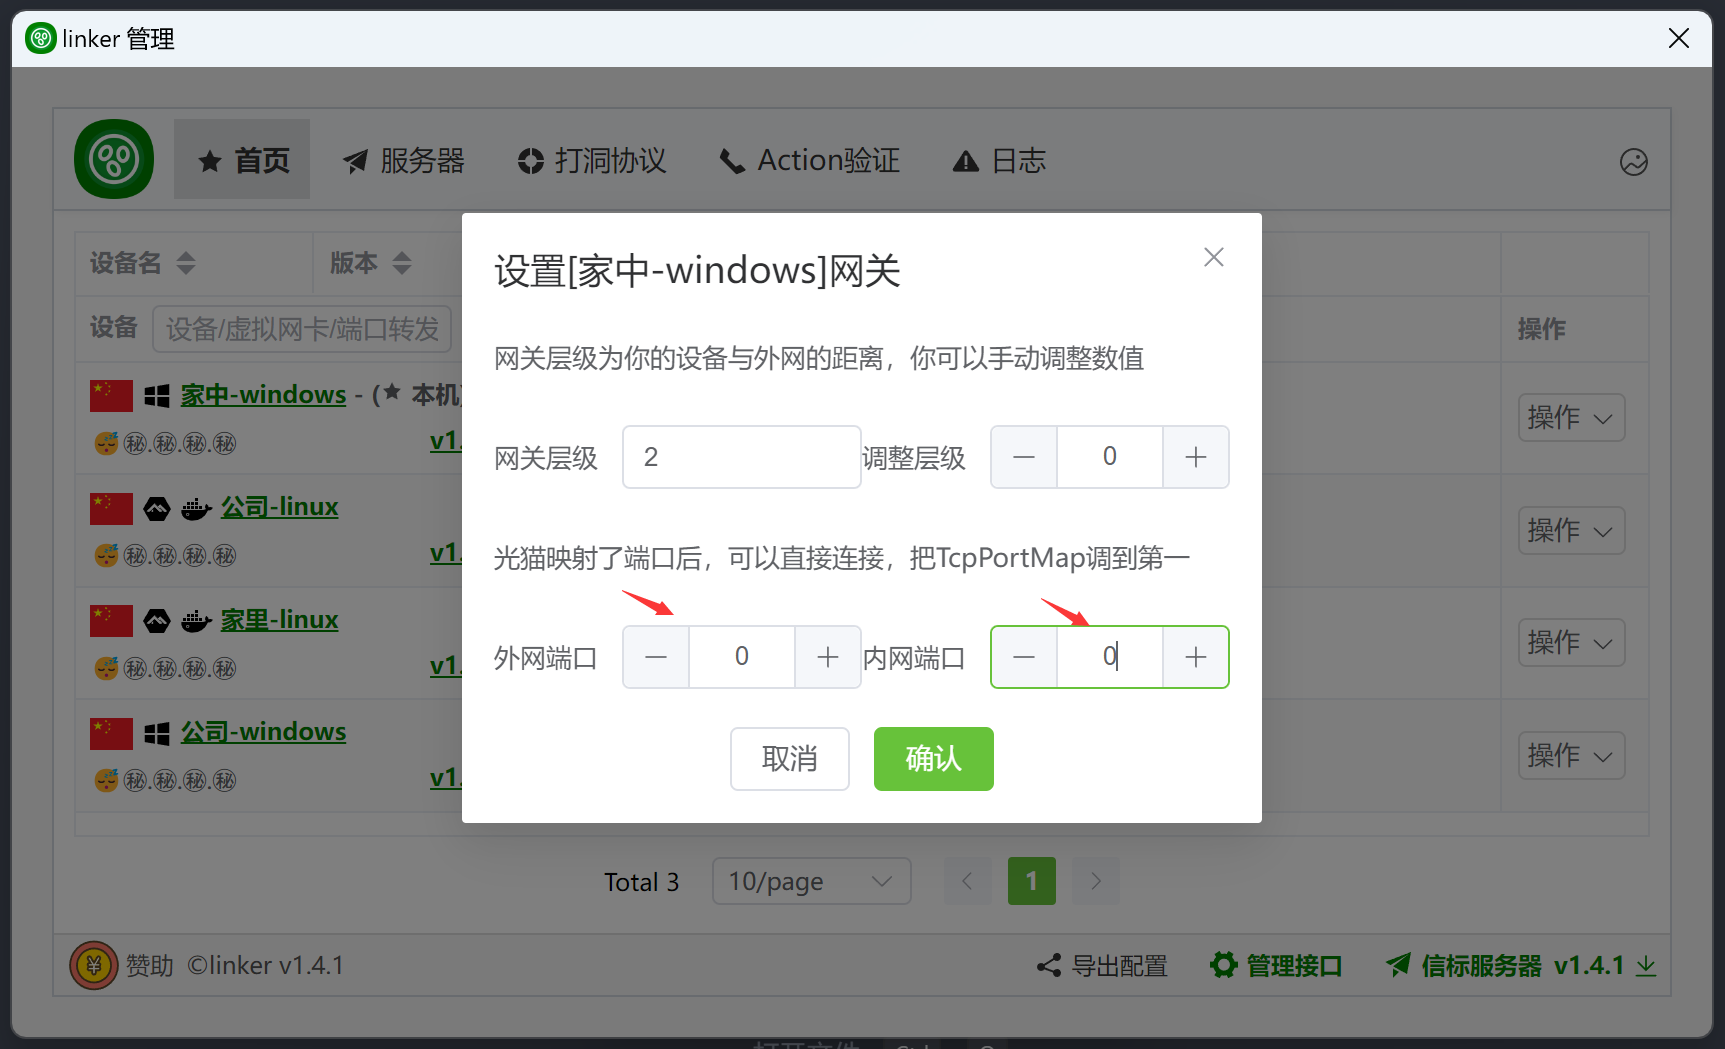 linker 管理
首页 服务器 打洞协议 Action验证 日志
设置[家中-windows]网关
设备名 版本
设备 设备/虚拟网卡/端口转发 操作
网关层级为你的设备与外网的距离，你可以手动调整数值
家中-windows - (★ 本机) 操作
秘.秘.秘.秘 v1.
网关层级 2 调整层级 0
公司-linux 操作
秘.秘.秘.秘 v1.
光猫映射了端口后，可以直接连接，把TcpPortMap调到第一
家里-linux 操作
秘.秘.秘.秘 v1.
外网端口 0 内网端口 0
公司-windows 操作
秘.秘.秘.秘 v1.
取消 确认
Total 3 10/page 1
赞助 ©linker v1.4.1 导出配置 管理接口 信标服务器 v1.4.1